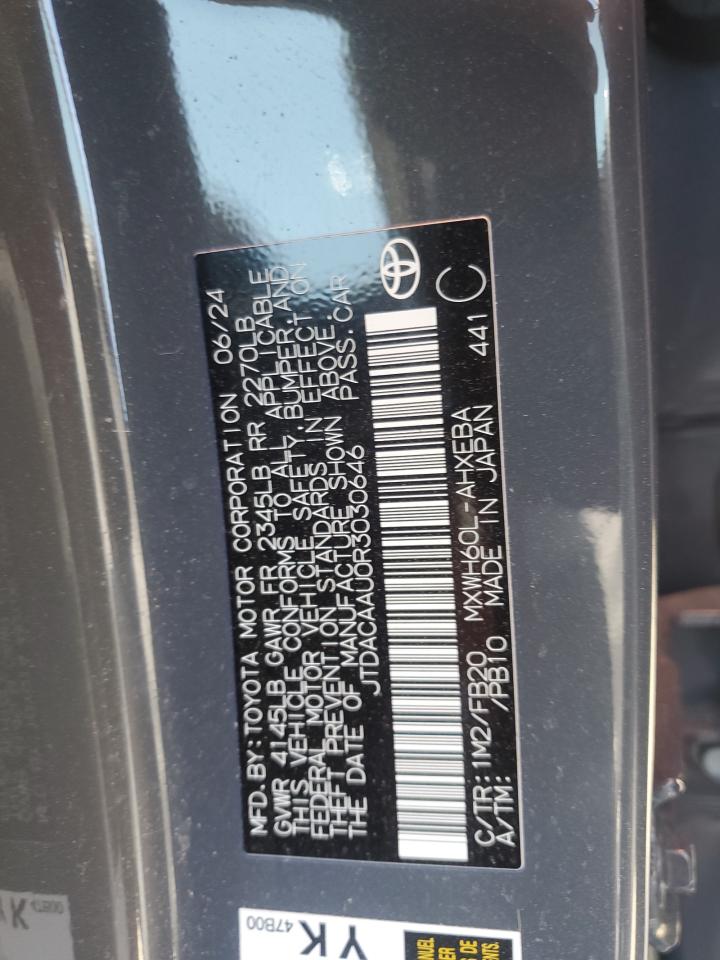 MFD. BY: TOYOTA MOTOR CORPORATION 06/24
GVWR 4145LB GAWR FR 2345LB RR 2270LB
THIS VEHICLE CONFORMS TO ALL APPLICABLE
FEDERAL MOTOR VEHICLE SAFETY, BUMPER, AND
THEFT PREVENTION STANDARDS IN EFFECT ON
THE DATE OF MANUFACTURE SHOWN ABOVE.
JTDACAAU0R3030646 PASS. CAR
C/TR: 1M2/FB20 MXWH60L-AHXEBA 441 C
A/TM: /PB10 MADE IN JAPAN
YK
47B00